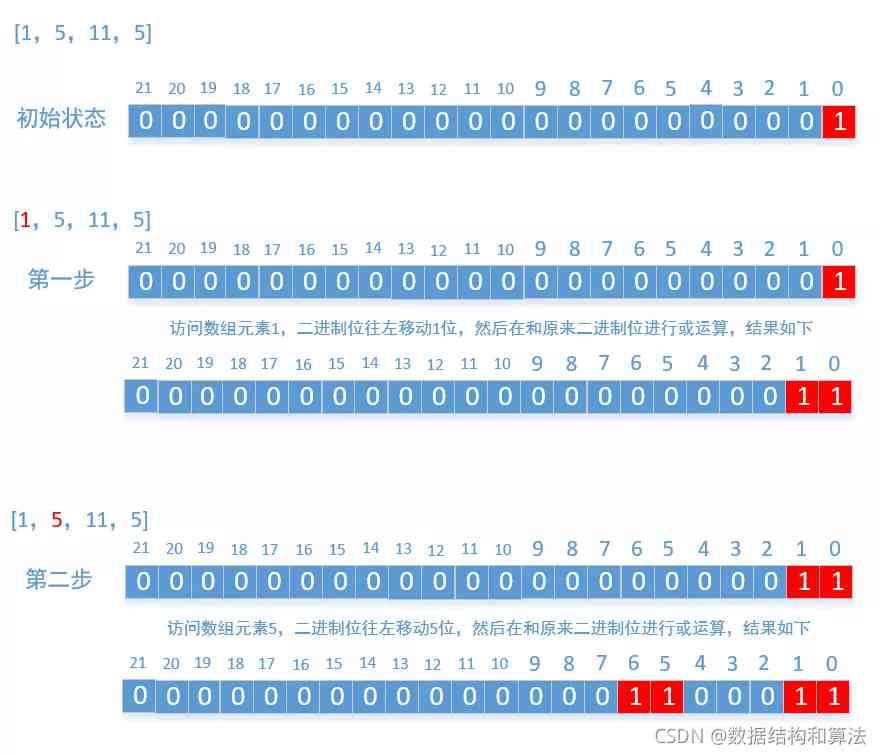 [1, 5, 11, 5]
21 20 19 18 17 16 15 14 13 12 11 10 9 8 7 6 5 4 3 2 1 0
初始状态 0 0 0 0 0 0 0 0 0 0 0 0 0 0 0 0 0 0 0 0 0 1
[1, 5, 11, 5]
21 20 19 18 17 16 15 14 13 12 11 10 9 8 7 6 5 4 3 2 1 0
第一步 0 0 0 0 0 0 0 0 0 0 0 0 0 0 0 0 0 0 0 0 0 1
访问数组元素1，二进制位往左移动1位，然后在和原来二进制位进行或运算，结果如下
21 20 19 18 17 16 15 14 13 12 11 10 9 8 7 6 5 4 3 2 1 0
0 0 0 0 0 0 0 0 0 0 0 0 0 0 0 0 0 0 0 0 1 1
[1, 5, 11, 5]
21 20 19 18 17 16 15 14 13 12 11 10 9 8 7 6 5 4 3 2 1 0
第二步 0 0 0 0 0 0 0 0 0 0 0 0 0 0 0 0 0 0 0 0 1 1
访问数组元素5，二进制位往左移动5位，然后在和原来二进制位进行或运算，结果如下
21 20 19 18 17 16 15 14 13 12 11 10 9 8 7 6 5 4 3 2 1 0
0 0 0 0 0 0 0 0 0 0 0 0 0 0 0 1 1 0 0 0 1 1
CSDN @数据结构和算法